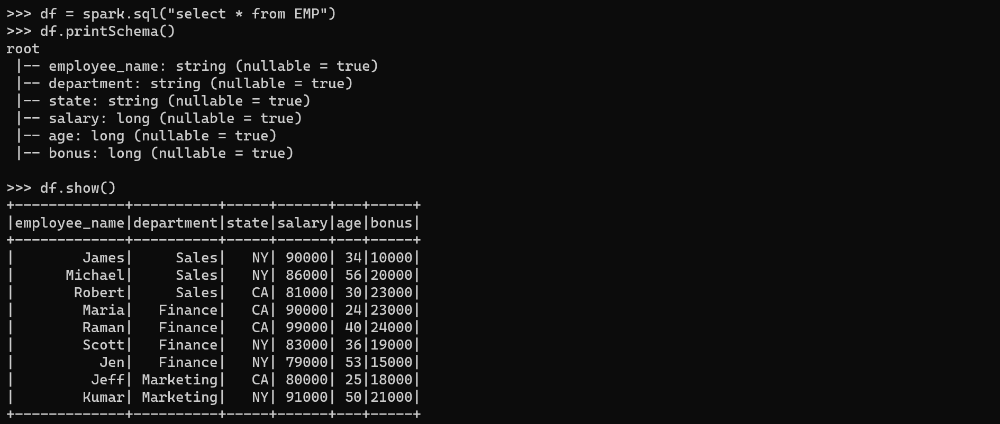 >>> df = spark.sql("select * from EMP")
>>> df.printSchema()
root
 |-- employee_name: string (nullable = true)
 |-- department: string (nullable = true)
 |-- state: string (nullable = true)
 |-- salary: long (nullable = true)
 |-- age: long (nullable = true)
 |-- bonus: long (nullable = true)

>>> df.show()
+-------------+----------+-----+------+---+-----+
|employee_name|department|state|salary|age|bonus|
+-------------+----------+-----+------+---+-----+
|        James|     Sales|   NY| 90000| 34|10000|
|      Michael|     Sales|   NY| 86000| 56|20000|
|       Robert|     Sales|   CA| 81000| 30|23000|
|        Maria|   Finance|   CA| 90000| 24|23000|
|        Raman|   Finance|   CA| 99000| 40|24000|
|        Scott|   Finance|   NY| 83000| 36|19000|
|          Jen|   Finance|   NY| 79000| 53|15000|
|         Jeff| Marketing|   CA| 80000| 25|18000|
|        Kumar| Marketing|   NY| 91000| 50|21000|
+-------------+----------+-----+------+---+-----+